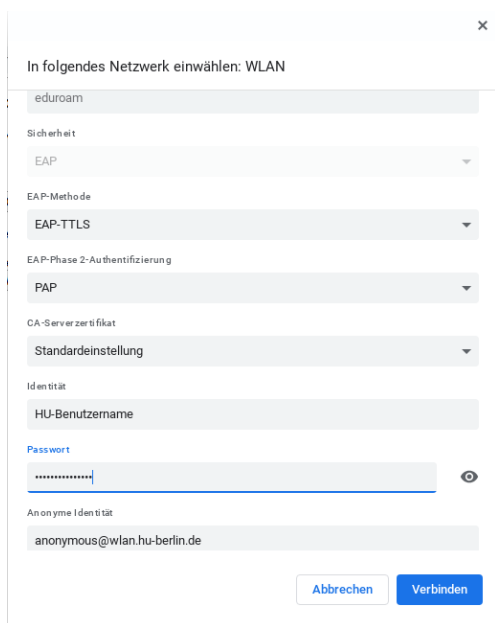 In folgendes Netzwerk einwählen: WLAN
eduroam
Sicherheit
EAP
EAP-Methode
EAP-TTLS
EAP-Phase 2-Authentifizierung
PAP
CA-Serverzertifikat
Standardeinstellung
Identität
HU-Benutzername
Passwort
•••••••••••••••
Anonyme Identität
anonymous@wlan.hu-berlin.de
Abbrechen Verbinden